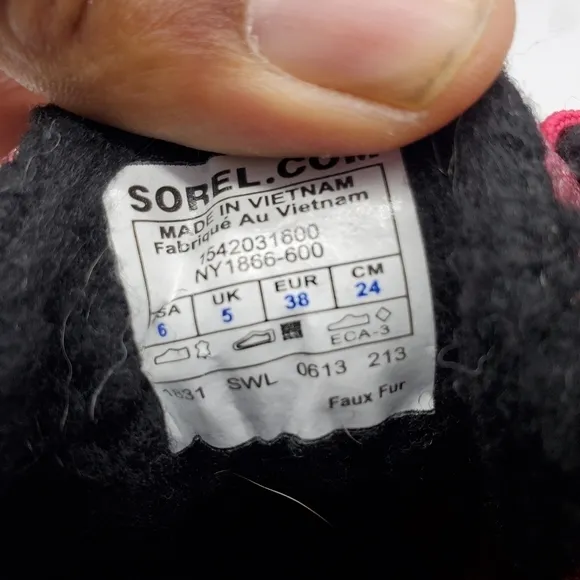 SOREL.COM
MADE IN VIETNAM
Fabriqué Au Vietnam
1542031600
NY1866-600
UK EUR CM
6 5 38 24
ECA-3
SWL 0613 213
Faux Fur